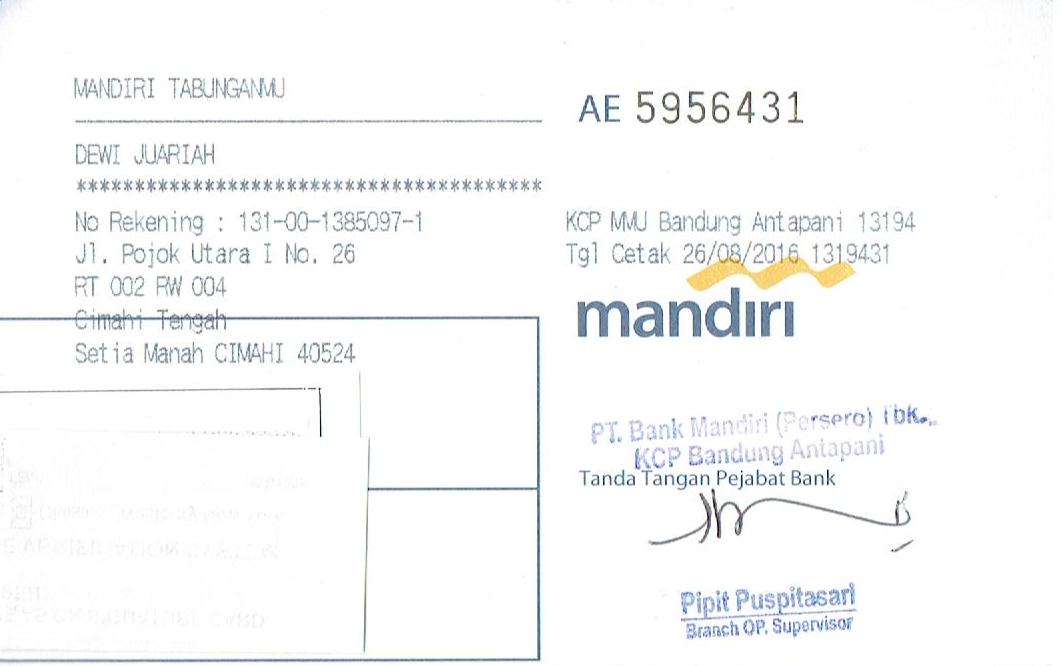 MANDIRI TABUNGANMU
AE 5956431
DEWI JUARIAH
****************************************
No Rekening : 131-00-1385097-1
Jl. Pojok Utara I No. 26
RT 002 RW 004
Cimahi Tengah
Setia Manah CIMAHI 40524
KCP MMU Bandung Antapani 13194
Tgl Cetak 26/08/2016 1319431
mandiri
PT. Bank Mandiri (Persero) Tbk.
KCP Bandung Antapani
Tanda Tangan Pejabat Bank
Pipit Puspitasari
Branch OP. Supervisor